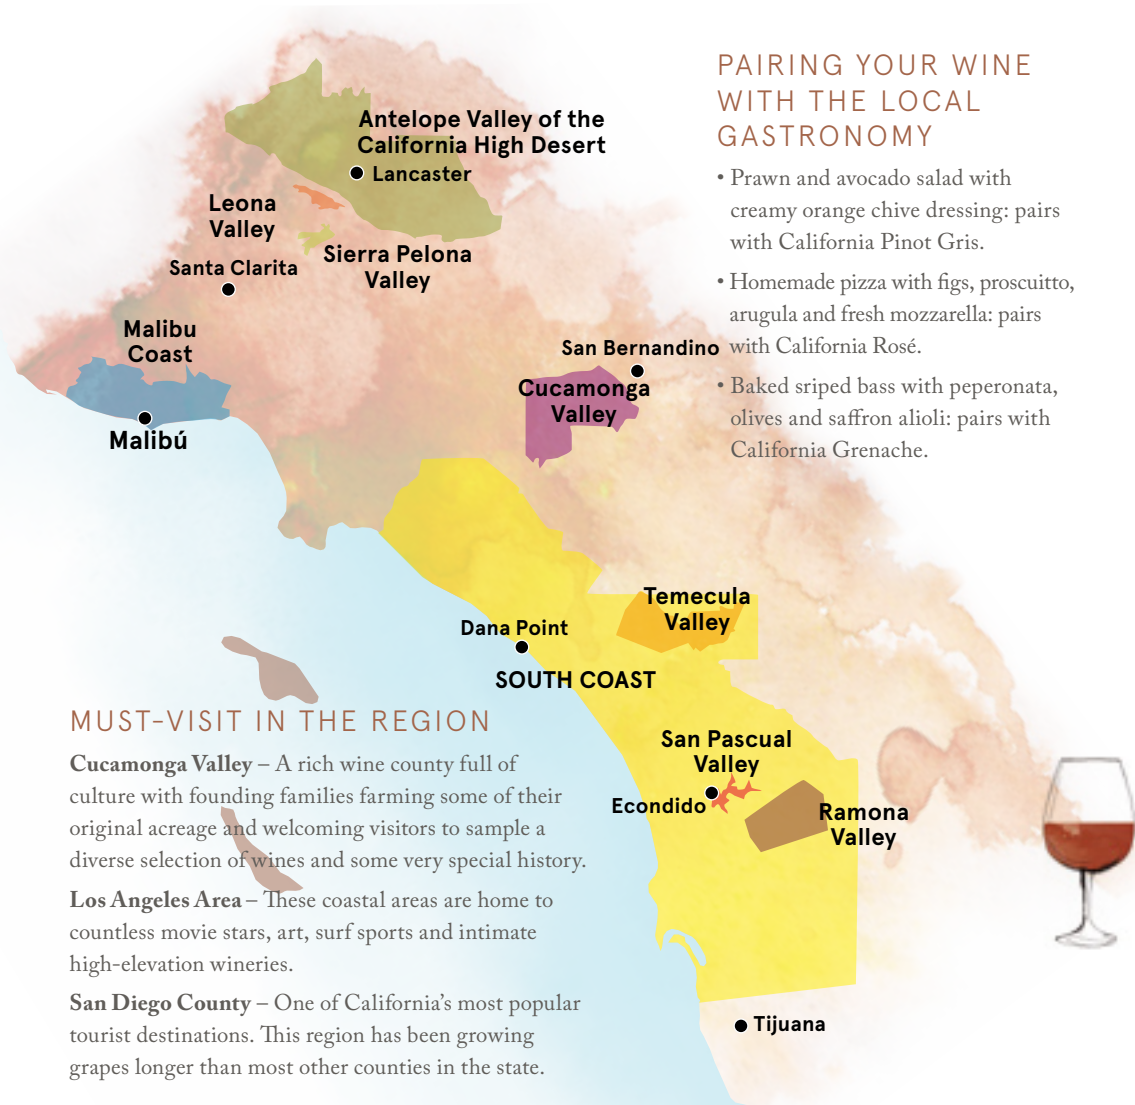 PAIRING YOUR WINE
WITH THE LOCAL
GASTRONOMY
• Prawn and avocado salad with
creamy orange chive dressing: pairs
with California Pinot Gris.
• Homemade pizza with figs, proscuitto,
arugula and fresh mozzarella: pairs
with California Rosé.
• Baked sriped bass with peperonata,
olives and saffron alioli: pairs with
California Grenache.
Antelope Valley of the
California High Desert
Lancaster
Leona
Valley
Sierra Pelona
Valley
Santa Clarita
Malibu
Coast
Malibú
San Bernandino
Cucamonga
Valley
Temecula
Valley
Dana Point
SOUTH COAST
San Pascual
Valley
Econdido
Ramona
Valley
Tijuana
MUST-VISIT IN THE REGION
Cucamonga Valley – A rich wine county full of
culture with founding families farming some of their
original acreage and welcoming visitors to sample a
diverse selection of wines and some very special history.
Los Angeles Area – These coastal areas are home to
countless movie stars, art, surf sports and intimate
high-elevation wineries.
San Diego County – One of California’s most popular
tourist destinations. This region has been growing
grapes longer than most other counties in the state.